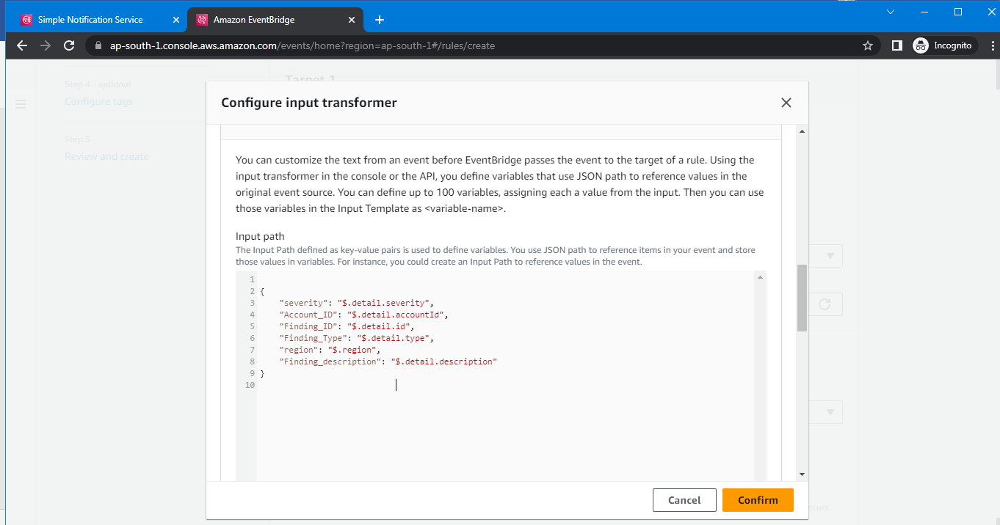 Simple Notification Service
Amazon EventBridge
ap-south-1.console.aws.amazon.com/events/home?region=ap-south-1#/rules/create
Incognito
Target 1
Step 4 - optional
Configure tags
Step 5
Review and create
Configure input transformer
You can customize the text from an event before EventBridge passes the event to the target of a rule. Using the
input transformer in the console or the API, you define variables that use JSON path to reference values in the
original event source. You can define up to 100 variables, assigning each a value from the input. Then you can use
those variables in the Input Template as <variable-name>.
Input path
The Input Path defined as key-value pairs is used to define variables. You use JSON path to reference items in your event and store
those values in variables. For instance, you could create an Input Path to reference values in the event.
1
2 {
3 "severity": "$.detail.severity",
4 "Account_ID": "$.detail.accountId",
5 "Finding_ID": "$.detail.id",
6 "Finding_Type": "$.detail.type",
7 "region": "$.region",
8 "Finding_description": "$.detail.description"
9 }
10
Cancel
Confirm